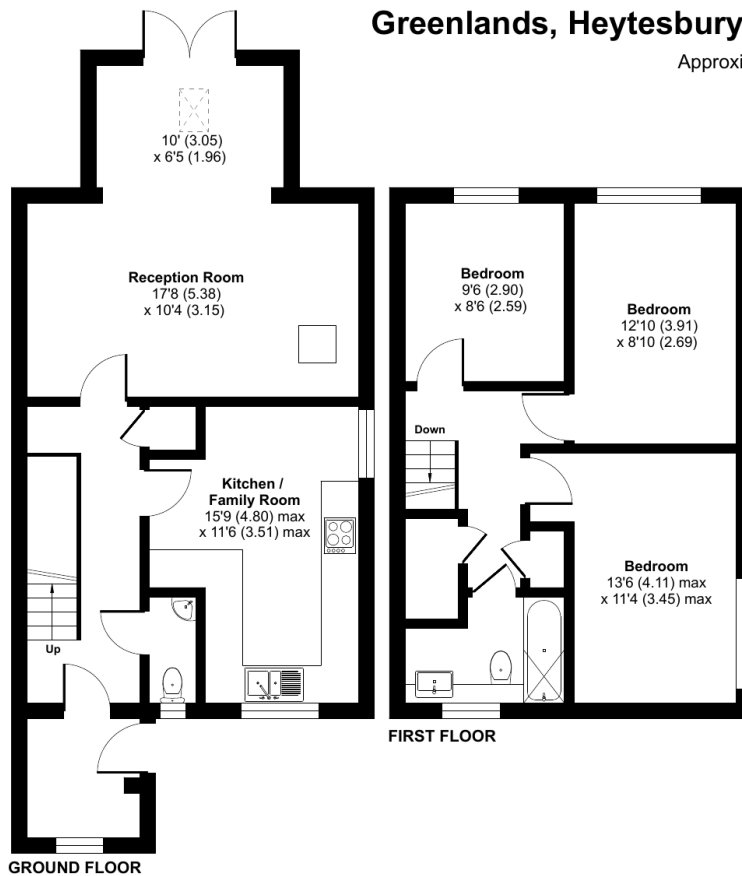 Greenlands, Heytesbury
Approxi
10' (3.05)
x 6'5 (1.96)
Reception Room
17'8 (5.38)
x 10'4 (3.15)
Kitchen /
Family Room
15'9 (4.80) max
x 11'6 (3.51) max
Up
GROUND FLOOR
Bedroom
9'6 (2.90)
x 8'6 (2.59)
Bedroom
12'10 (3.91)
x 8'10 (2.69)
Down
Bedroom
13'6 (4.11) max
x 11'4 (3.45) max
FIRST FLOOR